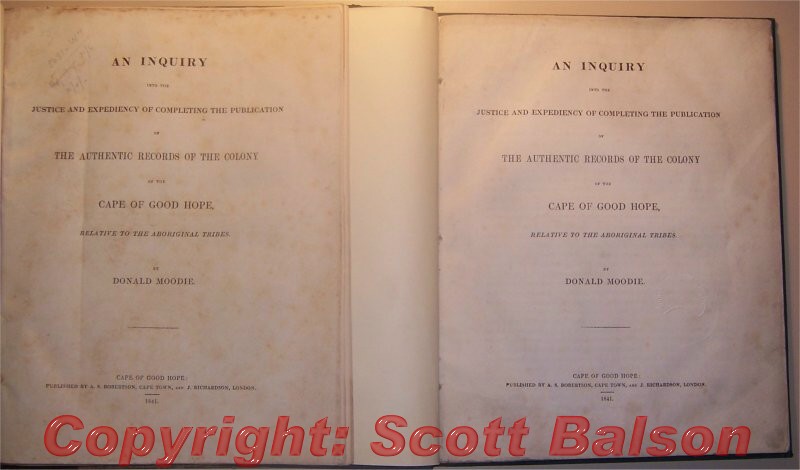 AN INQUIRY
INTO THE
JUSTICE AND EXPEDIENCY OF COMPLETING THE PUBLICATION
OF
THE AUTHENTIC RECORDS OF THE COLONY
OF THE
CAPE OF GOOD HOPE,
RELATIVE TO THE ABORIGINAL TRIBES.
BY
DONALD MOODIE.
CAPE OF GOOD HOPE:
PUBLISHED BY A. S. ROBERTSON, CAPE TOWN, AND J. RICHARDSON, LONDON.
1841.
AN INQUIRY
INTO THE
JUSTICE AND EXPEDIENCY OF COMPLETING THE PUBLICATION
OF
THE AUTHENTIC RECORDS OF THE COLONY
OF THE
CAPE OF GOOD HOPE,
RELATIVE TO THE ABORIGINAL TRIBES.
BY
DONALD MOODIE.
CAPE OF GOOD HOPE:
PUBLISHED BY A. S. ROBERTSON, CAPE TOWN, AND J. RICHARDSON, LONDON.
1841.
Copyright: Scott Balson